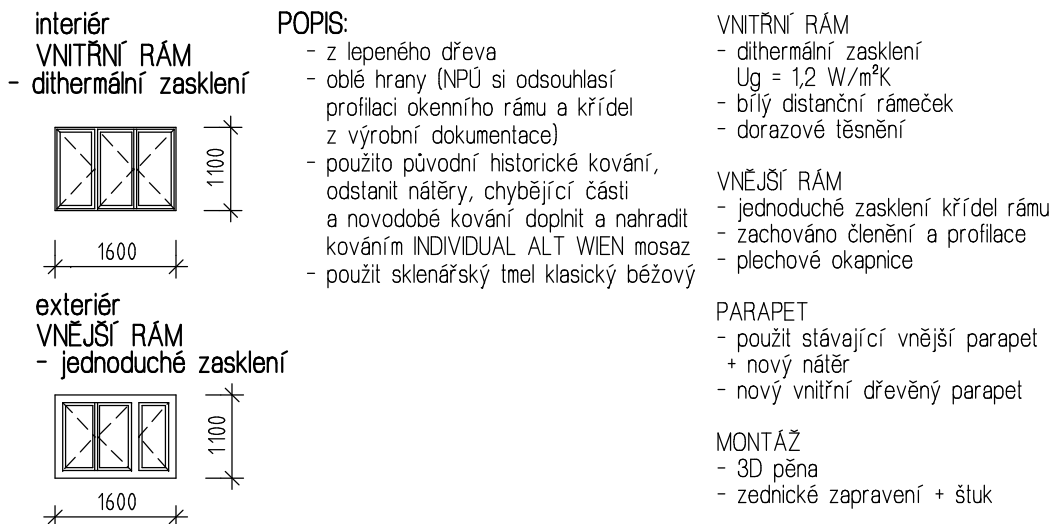 interiér
VNITŘNÍ RÁM
- dithermální zasklení
1100
1600
exteriér
VNĚJŠÍ RÁM
- jednoduché zasklení
1100
1600
POPIS:
- z lepeného dřeva
- oblé hrany (NPÚ si odsouhlasí
profilaci okenního rámu a křídel
z výrobní dokumentace)
- použito původní historické kování,
odstanit nátěry, chybějící části
a novodobé kování doplnit a nahradit
kováním INDIVIDUAL ALT WIEN mosaz
- použit sklenářský tmel klasický béžový
VNITŘNÍ RÁM
- dithermální zasklení
Ug = 1,2 W/m²K
- bílý distanční rámeček
- dorazové těsnění
VNĚJŠÍ RÁM
- jednoduché zasklení křídel rámu
- zachováno členění a profilace
- plechové okapnice
PARAPET
- použit stávající vnější parapet
+ nový nátěr
- nový vnitřní dřevěný parapet
MONTÁŽ
- 3D pěna
- zednické zapravení + štuk